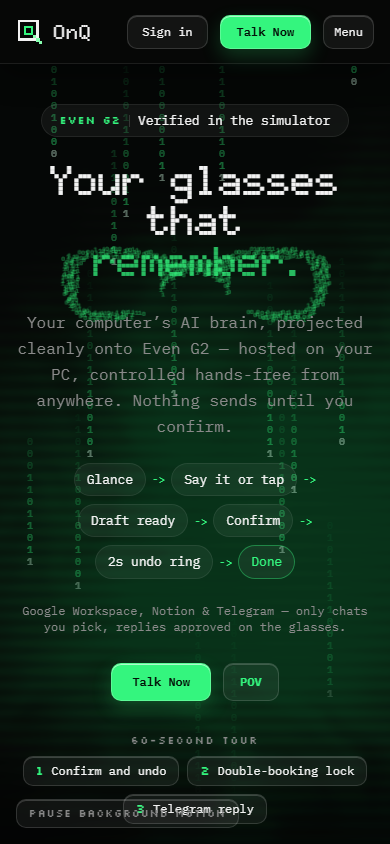 OnQ
Sign in
Talk Now
Menu
EVEN G2 Verified in the simulator
Your glasses
that
remember.
Your computer’s AI brain, projected
cleanly onto Even G2 — hosted on your
PC, controlled hands-free from
anywhere. Nothing sends until you
confirm.
Glance -> Say it or tap ->
Draft ready -> Confirm ->
2s undo ring -> Done
Google Workspace, Notion & Telegram — only chats
you pick, replies approved on the glasses.
Talk Now
POV
60-SECOND TOUR
1 Confirm and undo
2 Double-booking lock
3 Telegram reply
PAUSE BACKGROUND MOTION